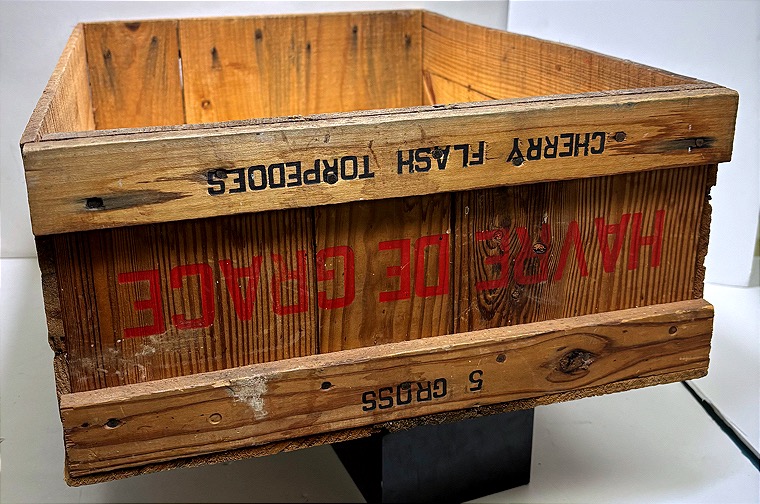 5 GROSS
HAVRE DE GRACE
CHERRY FLASH TORPEDOES